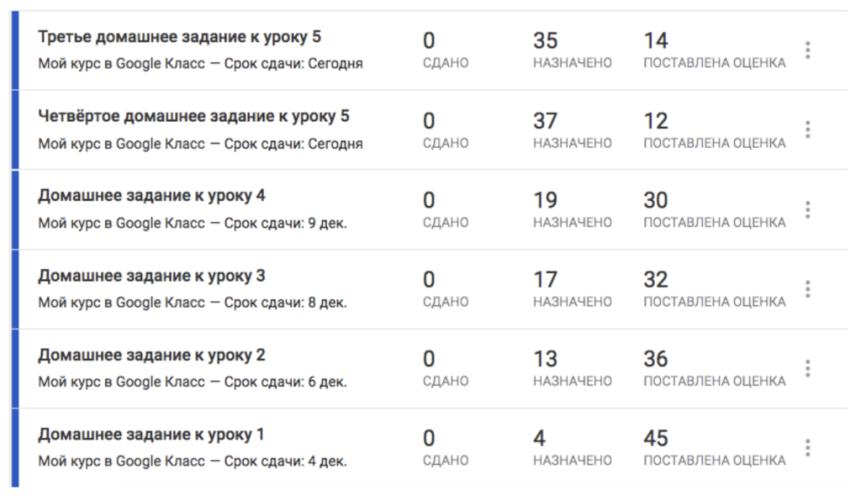 Третье домашнее задание к уроку 5
0 35 14
Мой курс в Google Класс — Срок сдачи: Сегодня
СДАНО НАЗНАЧЕНО ПОСТАВЛЕНА ОЦЕНКА
Четвёртое домашнее задание к уроку 5
0 37 12
Мой курс в Google Класс — Срок сдачи: Сегодня
СДАНО НАЗНАЧЕНО ПОСТАВЛЕНА ОЦЕНКА
Домашнее задание к уроку 4
0 19 30
Мой курс в Google Класс — Срок сдачи: 9 дек.
СДАНО НАЗНАЧЕНО ПОСТАВЛЕНА ОЦЕНКА
Домашнее задание к уроку 3
0 17 32
Мой курс в Google Класс — Срок сдачи: 8 дек.
СДАНО НАЗНАЧЕНО ПОСТАВЛЕНА ОЦЕНКА
Домашнее задание к уроку 2
0 13 36
Мой курс в Google Класс — Срок сдачи: 6 дек.
СДАНО НАЗНАЧЕНО ПОСТАВЛЕНА ОЦЕНКА
Домашнее задание к уроку 1
0 4 45
Мой курс в Google Класс — Срок сдачи: 4 дек.
СДАНО НАЗНАЧЕНО ПОСТАВЛЕНА ОЦЕНКА